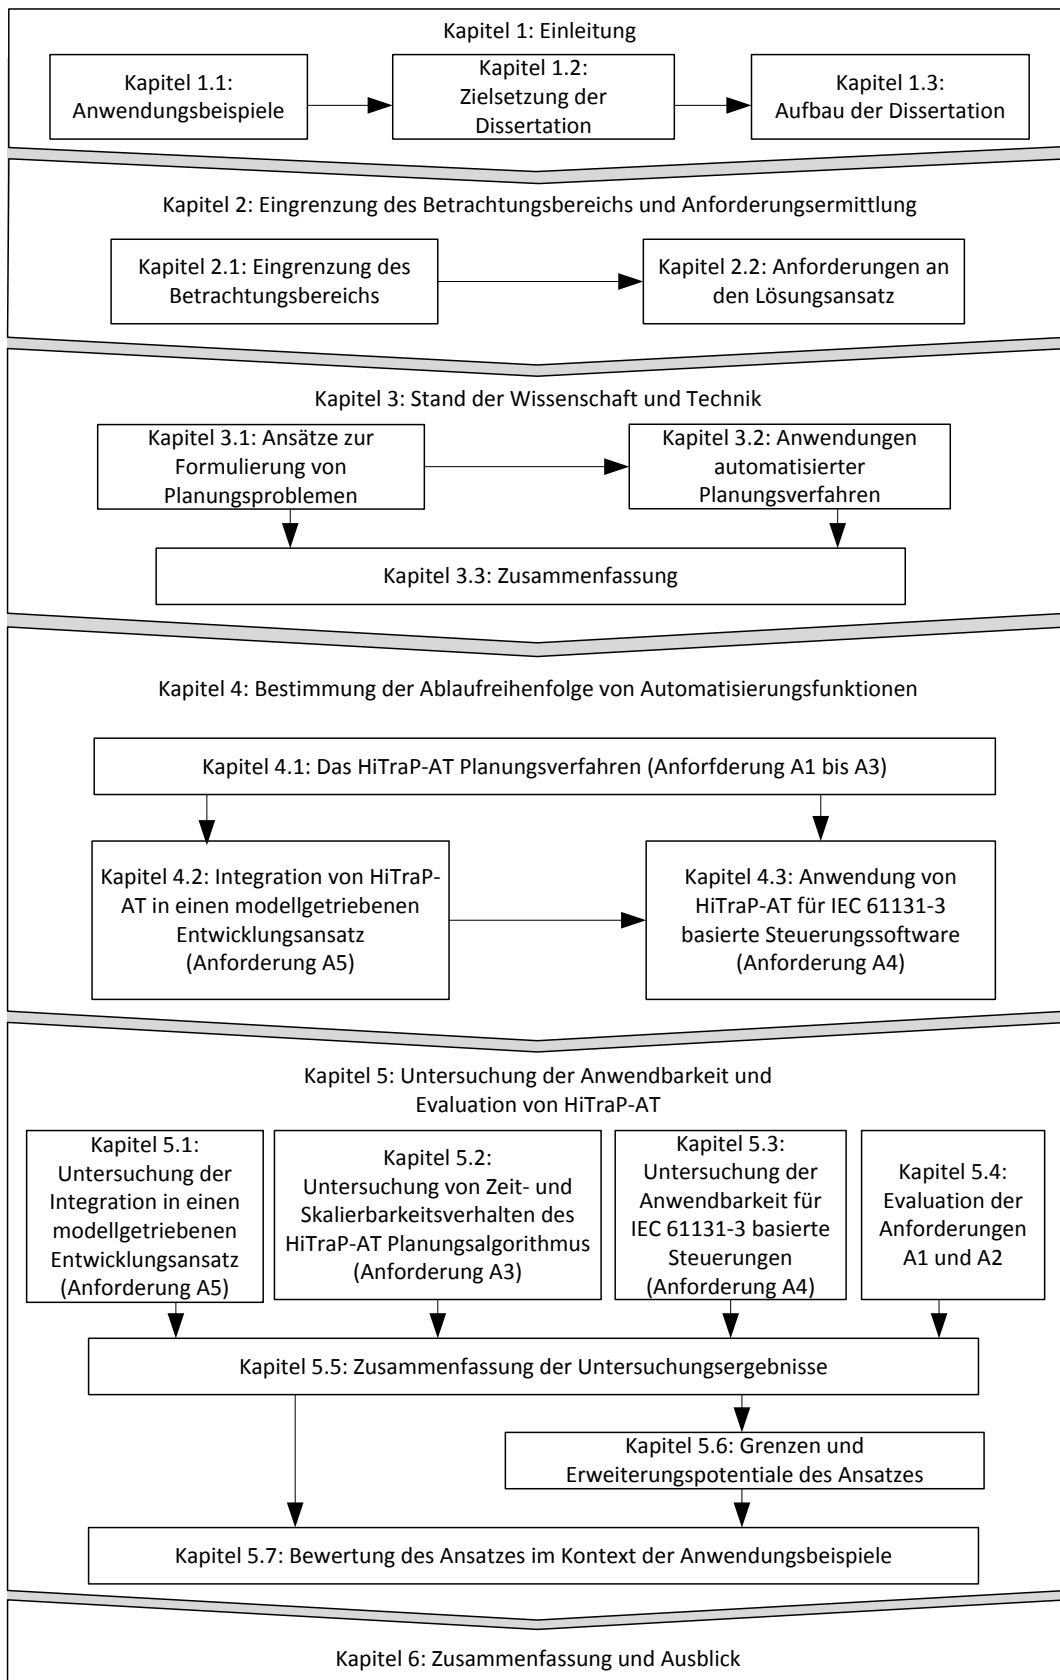 Kapitel 1: Einleitung
Kapitel 1.1:
Anwendungsbeispiele
Kapitel 1.2:
Zielsetzung der
Dissertation
Kapitel 1.3:
Aufbau der Dissertation
Kapitel 2: Eingrenzung des Betrachtungsbereichs und Anforderungsermittlung
Kapitel 2.1: Eingrenzung des
Betrachtungsbereichs
Kapitel 2.2: Anforderungen an
den Lösungsansatz
Kapitel 3: Stand der Wissenschaft und Technik
Kapitel 3.1: Ansätze zur
Formulierung von
Planungsproblemen
Kapitel 3.2: Anwendungen
automatisierter
Planungsverfahren
Kapitel 3.3: Zusammenfassung
Kapitel 4: Bestimmung der Ablaufreihenfolge von Automatisierungsfunktionen
Kapitel 4.1: Das HiTraP-AT Planungsverfahren (Anforfderung A1 bis A3)
Kapitel 4.2: Integration von HiTraP-
AT in einen modellgetriebenen
Entwicklungsansatz
(Anforderung A5)
Kapitel 4.3: Anwendung von
HiTraP-AT für IEC 61131-3
basierte Steuerungssoftware
(Anforderung A4)
Kapitel 5: Untersuchung der Anwendbarkeit und
Evaluation von HiTraP-AT
Kapitel 5.1:
Untersuchung der
Integration in einen
modellgetriebenen
Entwicklungsansatz
(Anforderung A5)
Kapitel 5.2:
Untersuchung von Zeit- und
Skalierbarkeitsverhalten des
HiTraP-AT Planungsalgorithmus
(Anforderung A3)
Kapitel 5.3:
Untersuchung der
Anwendbarkeit für
IEC 61131-3 basierte
Steuerungen
(Anforderung A4)
Kapitel 5.4:
Evaluation der
Anforderungen
A1 und A2
Kapitel 5.5: Zusammenfassung der Untersuchungsergebnisse
Kapitel 5.6: Grenzen und
Erweiterungspotentiale des Ansatzes
Kapitel 5.7: Bewertung des Ansatzes im Kontext der Anwendungsbeispiele
Kapitel 6: Zusammenfassung und Ausblick